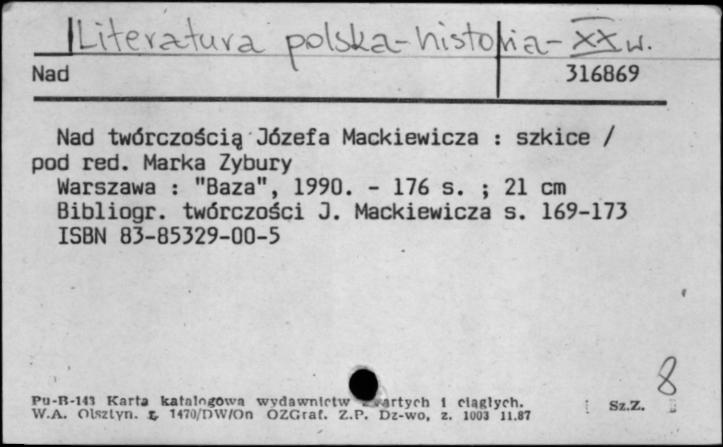 Literatura polska-historia-XX w.
Nad 316869
Nad twórczością Józefa Mackiewicza : szkice /
pod red. Marka Zybury
Warszawa : "Baza", 1990. - 176 s. ; 21 cm
Bibliogr. twórczości J. Mackiewicza s. 169-173
ISBN 83-85329-00-5
8
Pu-B-143 Karta katalogowa wydawnictw zwartych i ciągłych. Sz.Z.
W.A. Olsztyn. z. 1470/DW/On OZGraf. Z.P. Dz-wo, z. 1003 11.87